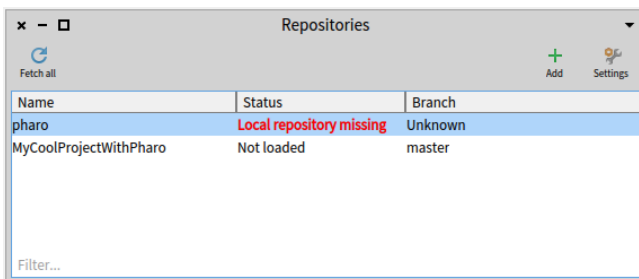 Repositories
Fetch all
Add
Settings
Name Status Branch
pharo Local repository missing Unknown
MyCoolProjectWithPharo Not loaded master
Filter...